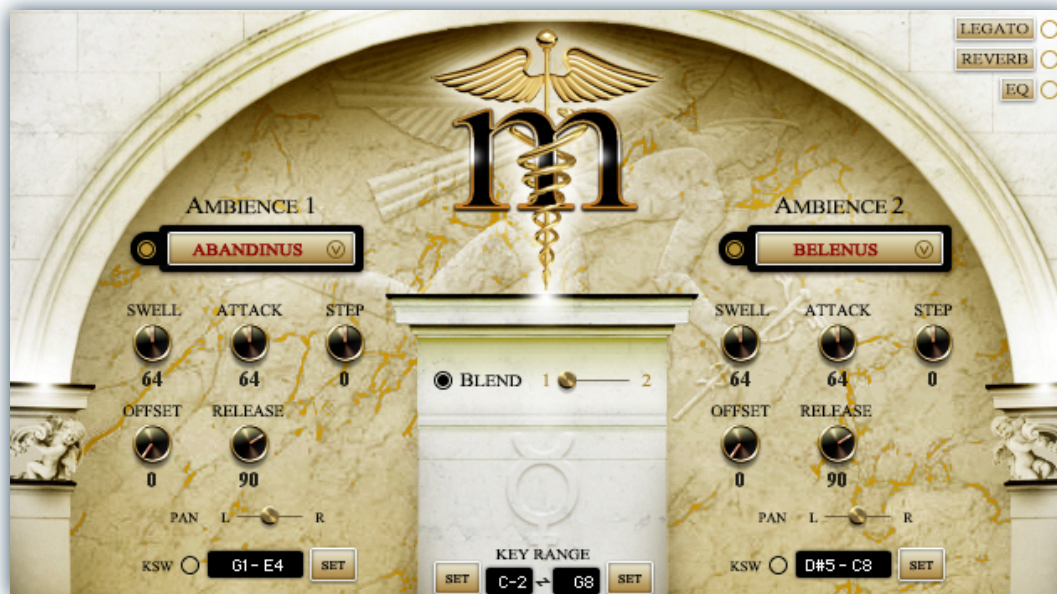 LEGATO
REVERB
EQ
m
AMBIENCE 1
ABANDINUS V
SWELL ATTACK STEP
64 64 0
OFFSET RELEASE
0 90
PAN L R
KSW G1 - E4 SET
BLEND 1 2
KEY RANGE
SET C-2 ⇌ G8 SET
AMBIENCE 2
BELENUS V
SWELL ATTACK STEP
64 64 0
OFFSET RELEASE
0 90
PAN L R
KSW D#5 - C8 SET